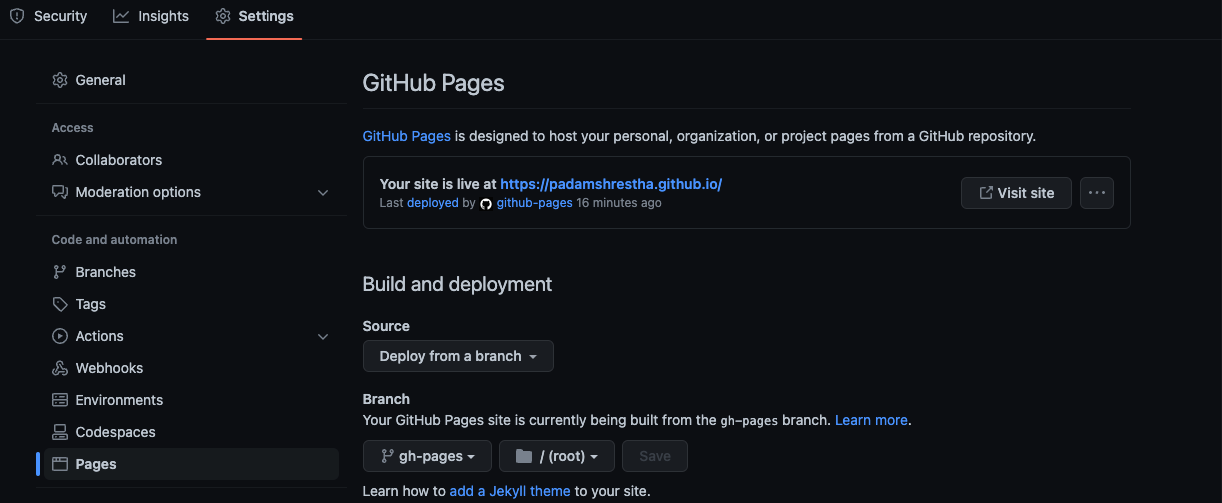 Security Insights Settings
General
Access
Collaborators
Moderation options
Code and automation
Branches
Tags
Actions
Webhooks
Environments
Codespaces
Pages
GitHub Pages
GitHub Pages is designed to host your personal, organization, or project pages from a GitHub repository.
Your site is live at https://padamshrestha.github.io/
Last deployed by github-pages 16 minutes ago
Visit site
Build and deployment
Source
Deploy from a branch
Branch
Your GitHub Pages site is currently being built from the gh-pages branch. Learn more.
gh-pages / (root) Save
Learn how to add a Jekyll theme to your site.